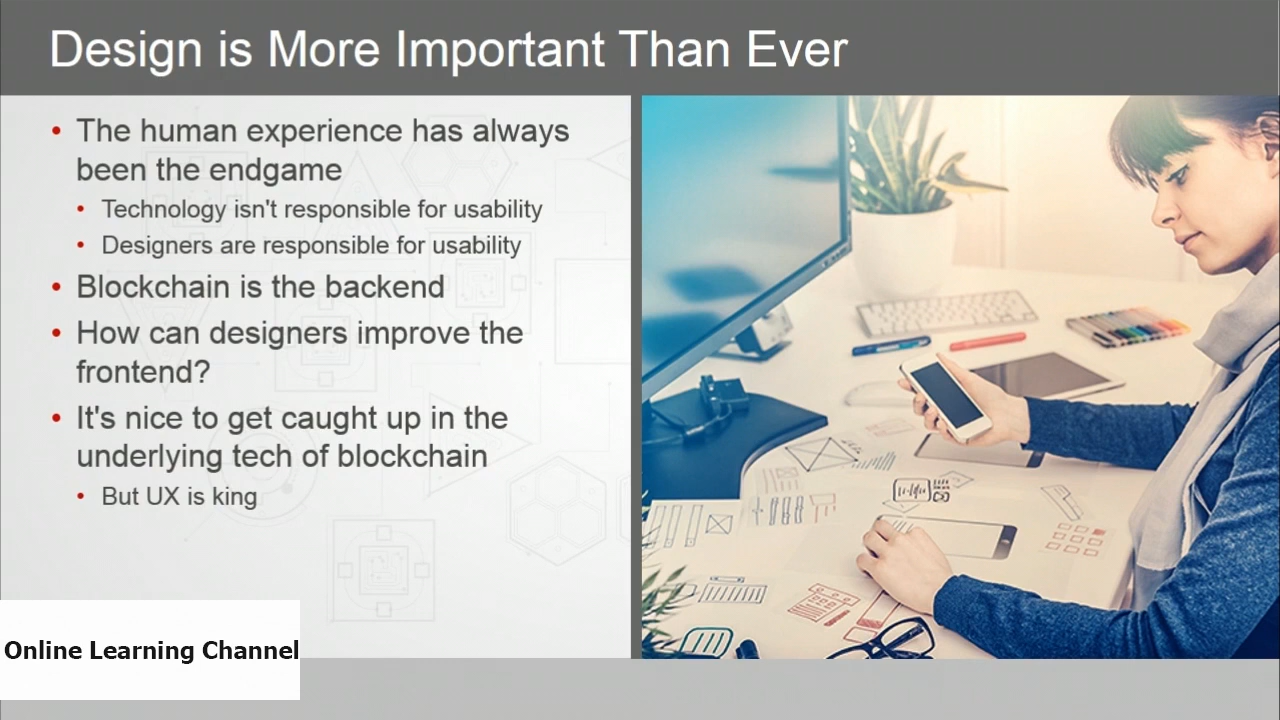 Design is More Important Than Ever
• The human experience has always
been the endgame
• Technology isn't responsible for usability
• Designers are responsible for usability
• Blockchain is the backend
• How can designers improve the
frontend?
• It's nice to get caught up in the
underlying tech of blockchain
• But UX is king
Online Learning Channel